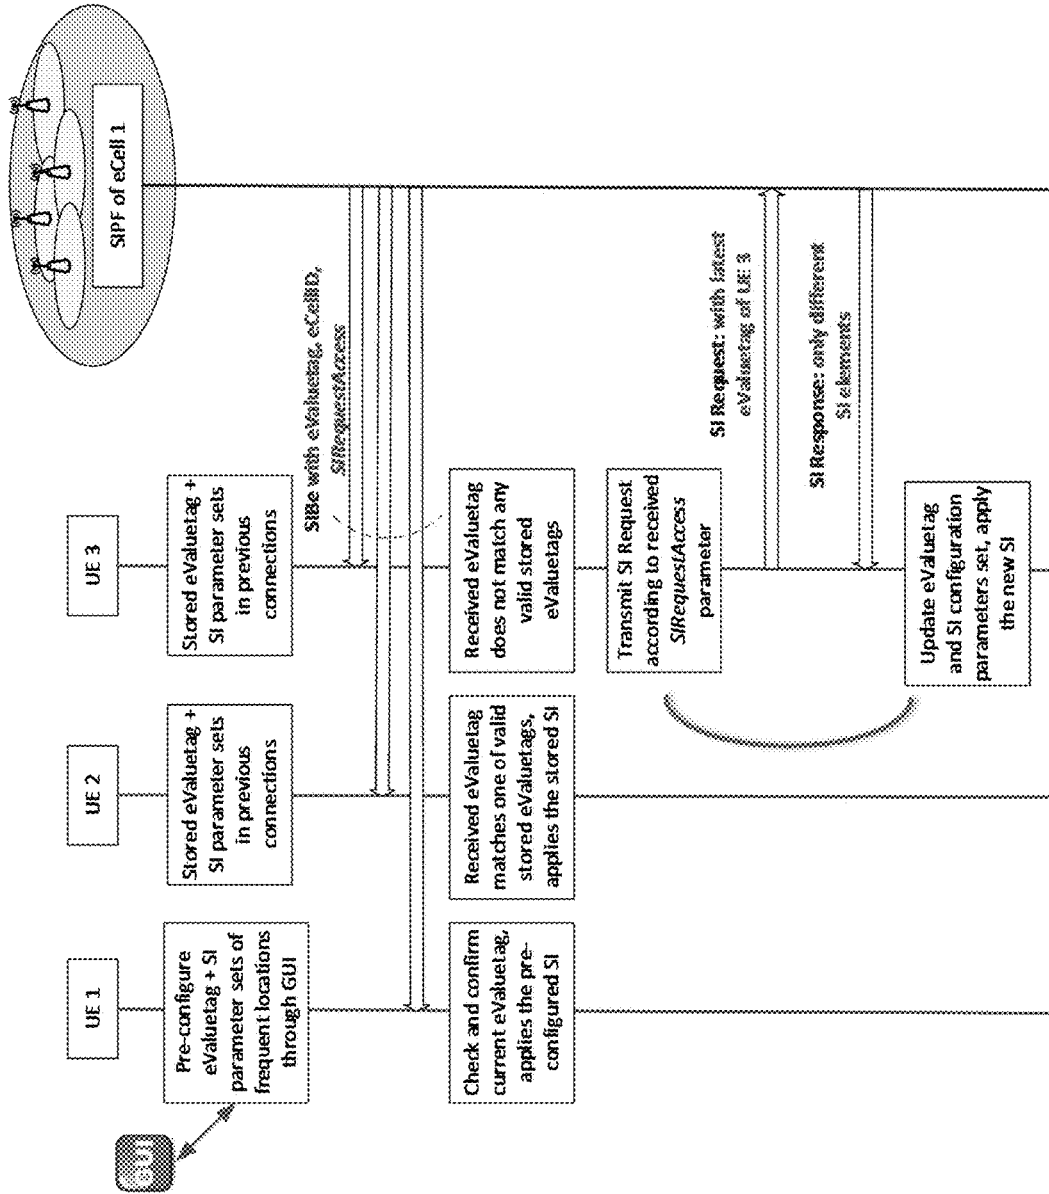 GUI
UE 1
UE 2
UE 3
SIPF of eCell 1
Pre-configure
eValuetag + SI
parameter sets of
frequent locations
through GUI
Stored eValuetag +
SI parameter sets
in previous
connections
Stored eValuetag +
SI parameter sets
in previous
connections
SIBe with eValuetag, eCellID,
SIRequestAccess
Check and confirm
current eValuetag,
applies the pre-
configured SI
Received eValuetag
matches one of valid
stored eValuetags,
applies the stored SI
Received eValuetag
does not match any
valid stored
eValuetags
Transmit SI Request
according to received
SIRequestAccess
parameter
SI Request: with latest
eValuetag of UE 3
SI Response: only different
SI elements
Update eValuetag
and SI configuration
parameters set, apply
the new SI